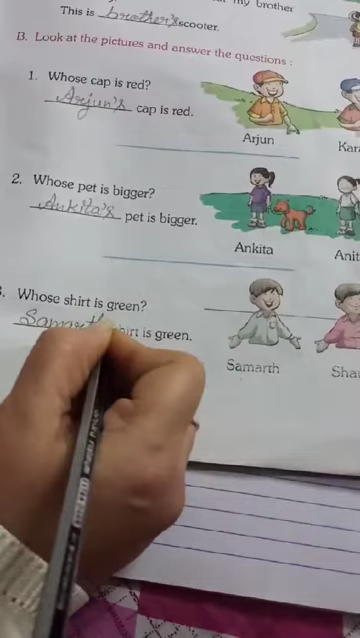 my brother
This is brother's scooter.
B. Look at the pictures and answer the questions :
1. Whose cap is red?
Arjun's cap is red.
Arjun
2. Whose pet is bigger?
Ankita's pet is bigger.
Ankita
Whose shirt is green?
is green.
Samarth